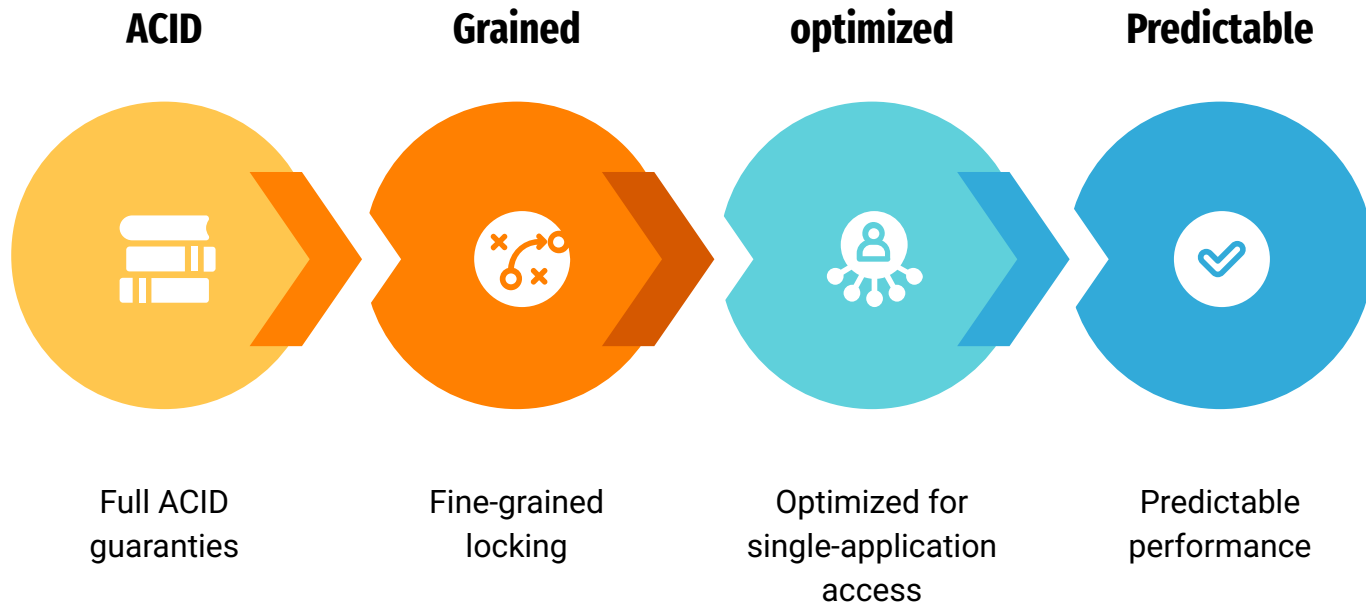 ACID
Grained
optimized
Predictable
Full ACID
guaranties
Fine-grained
locking
Optimized for
single-application
access
Predictable
performance